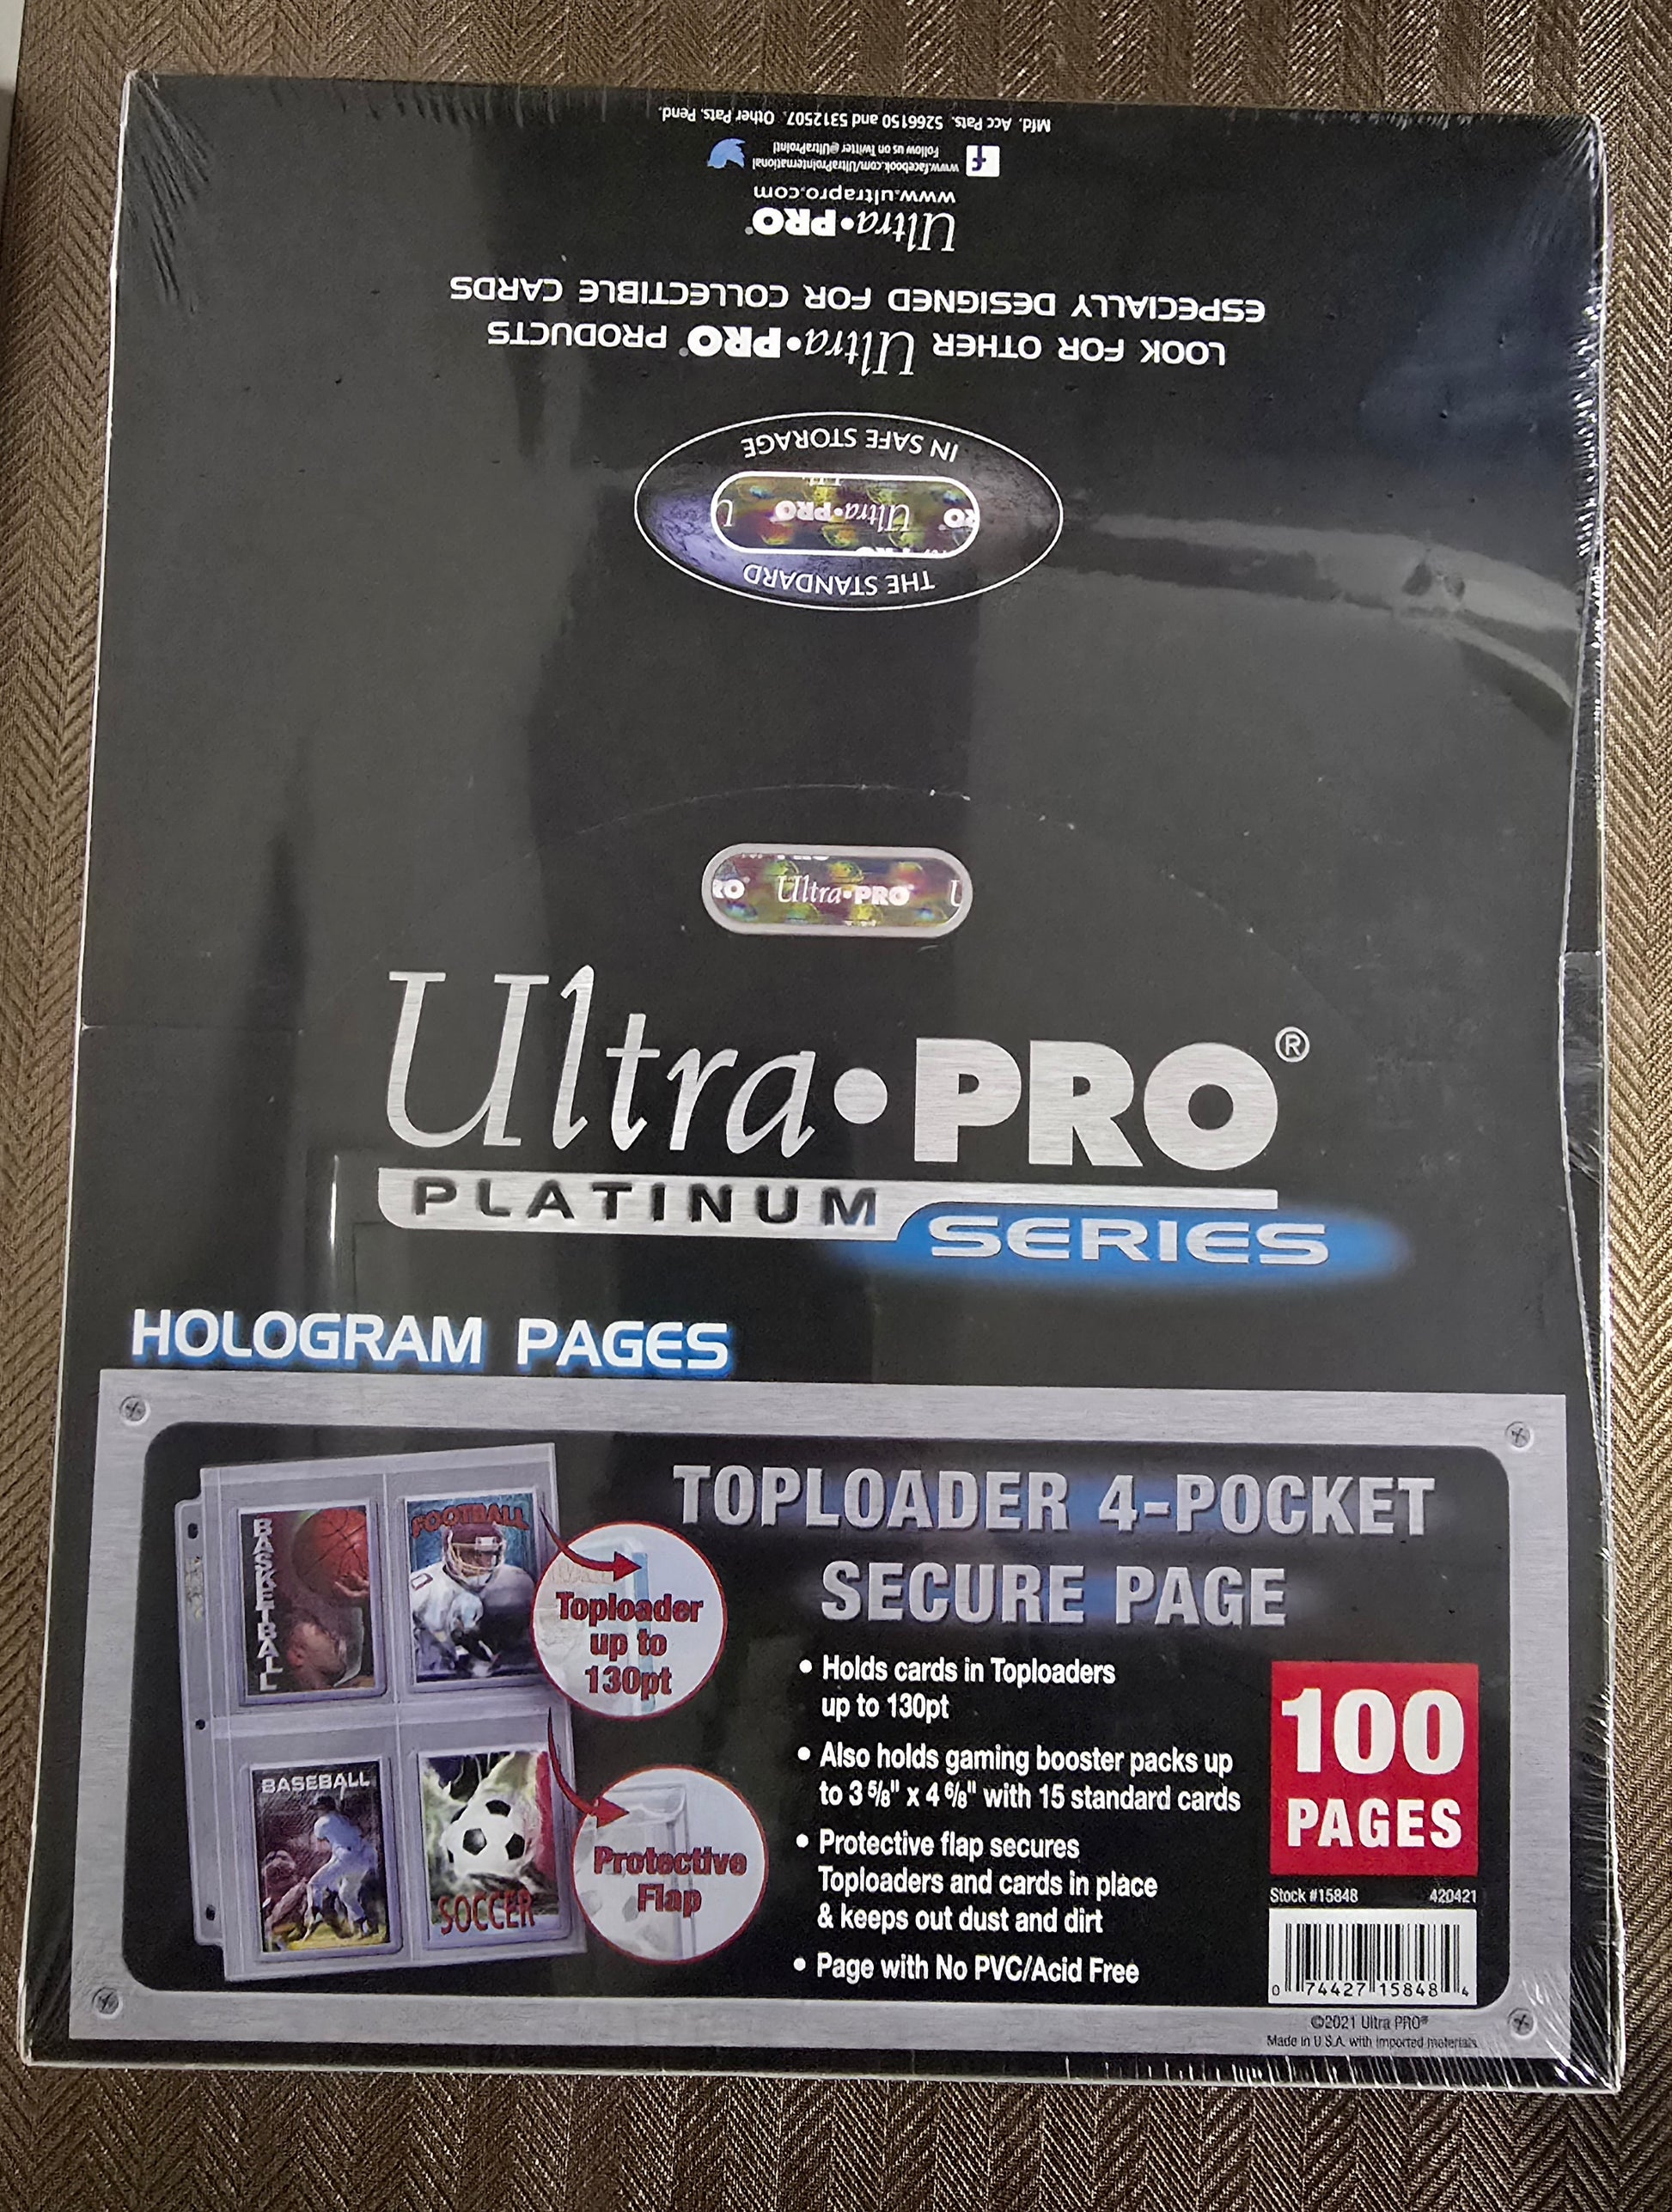 Mfd. Acc Pats. 5266150 and 5312507. Other Pats. Pend.
www.facebook.com/UltraProInternational
Follow us on Twitter @UltraProIntl
www.ultrapro.com
Ultra•PRO®
ESPECIALLY DESIGNED FOR COLLECTIBLE CARDS
LOOK FOR OTHER Ultra•PRO® PRODUCTS
IN SAFE STORAGE
Ultra•PRO
THE STANDARD
RO® Ultra•PRO® U
Ultra•PRO®
PLATINUM SERIES
HOLOGRAM PAGES
TOPLOADER 4-POCKET
SECURE PAGE
BASKETBALL
FOOTBALL
Toploader
up to
130pt
BASEBALL
SOCCER
Protective
Flap
• Holds cards in Toploaders
up to 130pt
• Also holds gaming booster packs up
to 3 5/8" x 4 6/8" with 15 standard cards
• Protective flap secures
Toploaders and cards in place
& keeps out dust and dirt
• Page with No PVC/Acid Free
100
PAGES
Stock #15848 420421
0 74427 15848 4
©2021 Ultra PRO®
Made in U.S.A. with imported materials